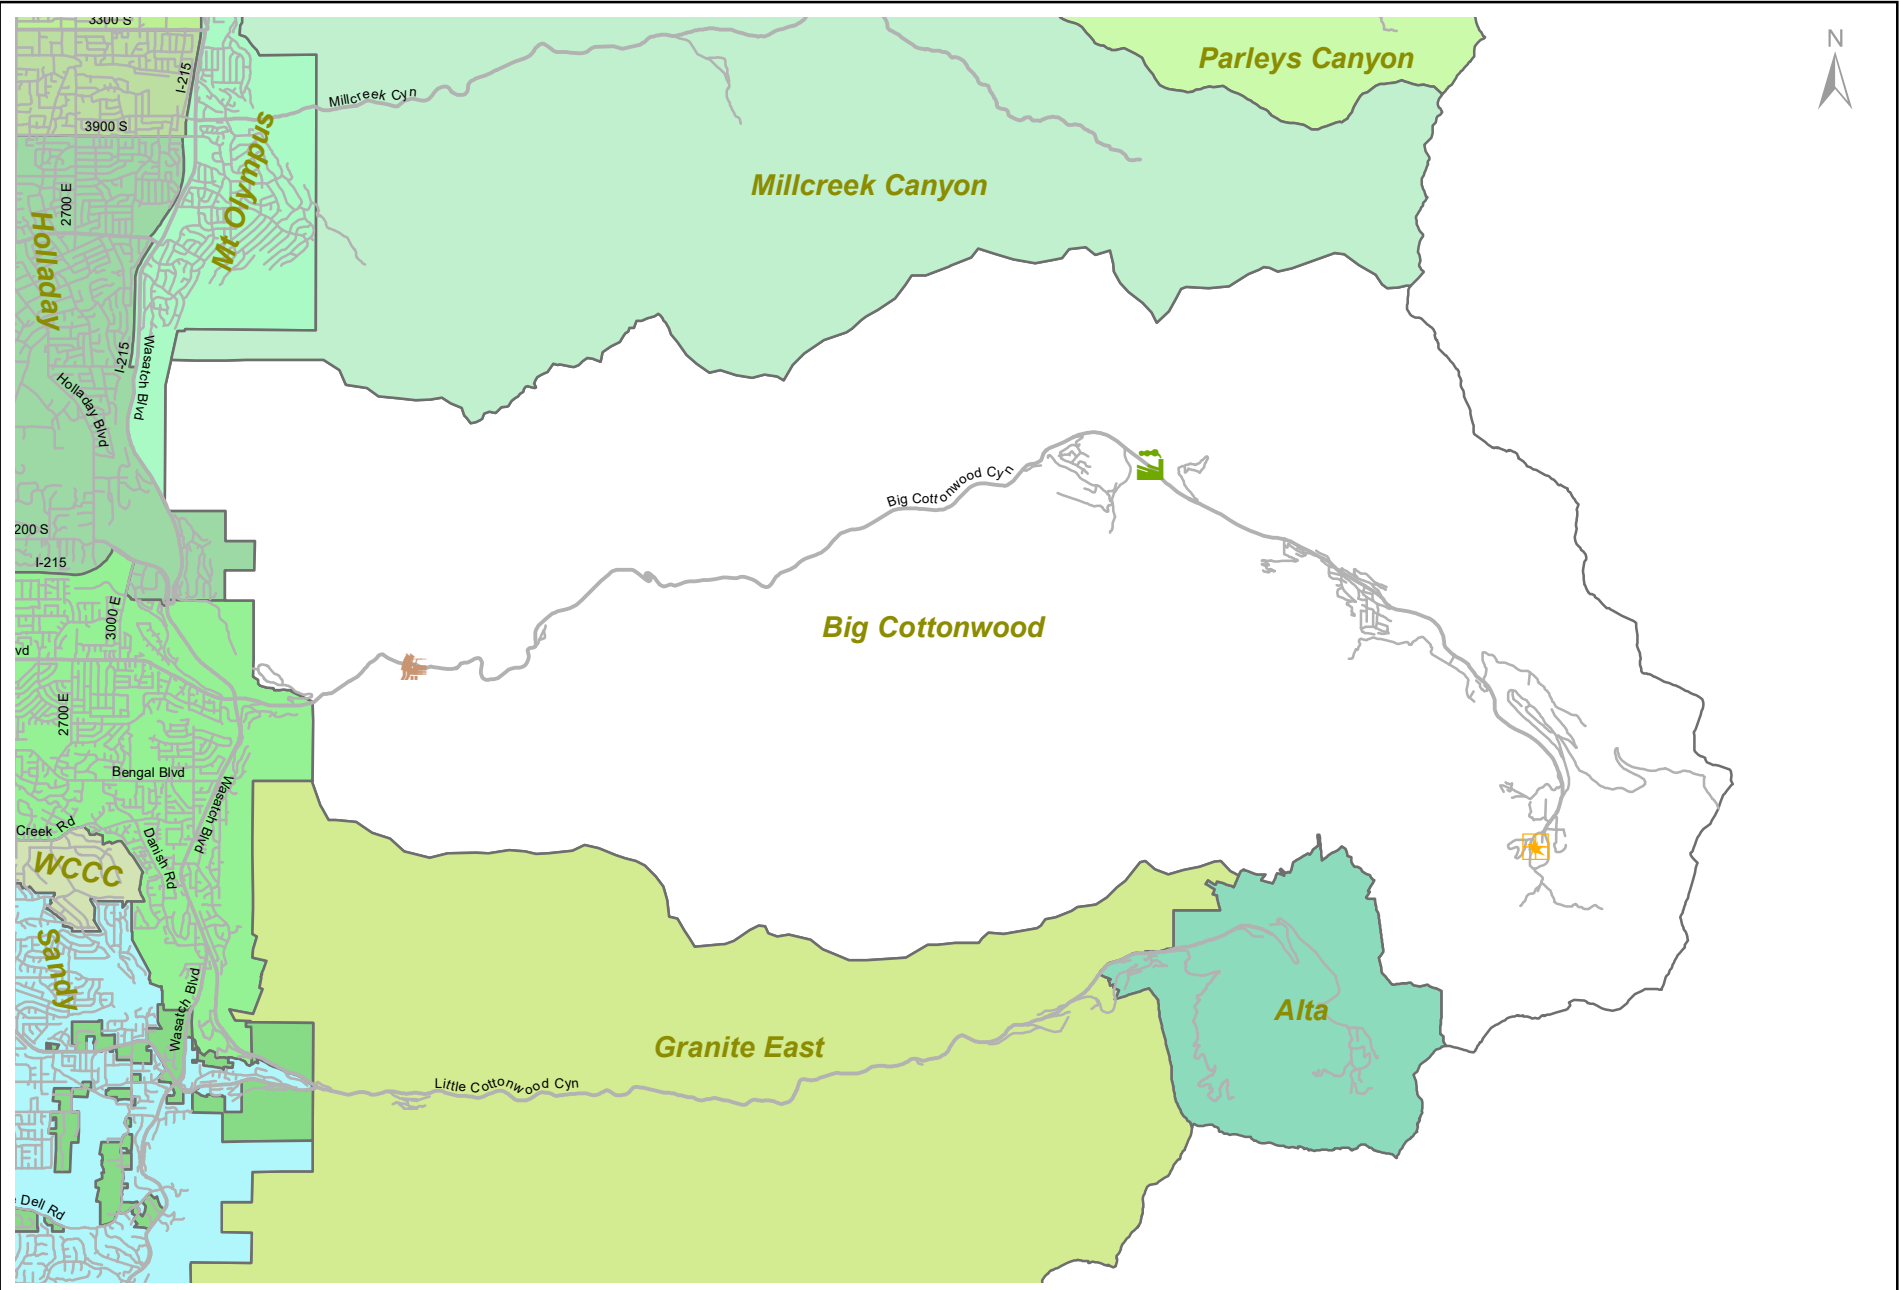 3300 S
Parleys Canyon
N
I-215
Millcreek Cyn
3900 S
Mt Olympus
Millcreek Canyon
2700 E
Holladay
I-215
Wasatch Blvd
Holladay Blvd
Big Cottonwood Cyn
200 S
I-215
3000 E
Big Cottonwood
vd
2700 E
Bengal Blvd
Wasatch Blvd
Creek Rd
Danish Rd
WCCC
Sandy
Wasatch Blvd
Alta
Granite East
Little Cottonwood Cyn
Dell Rd